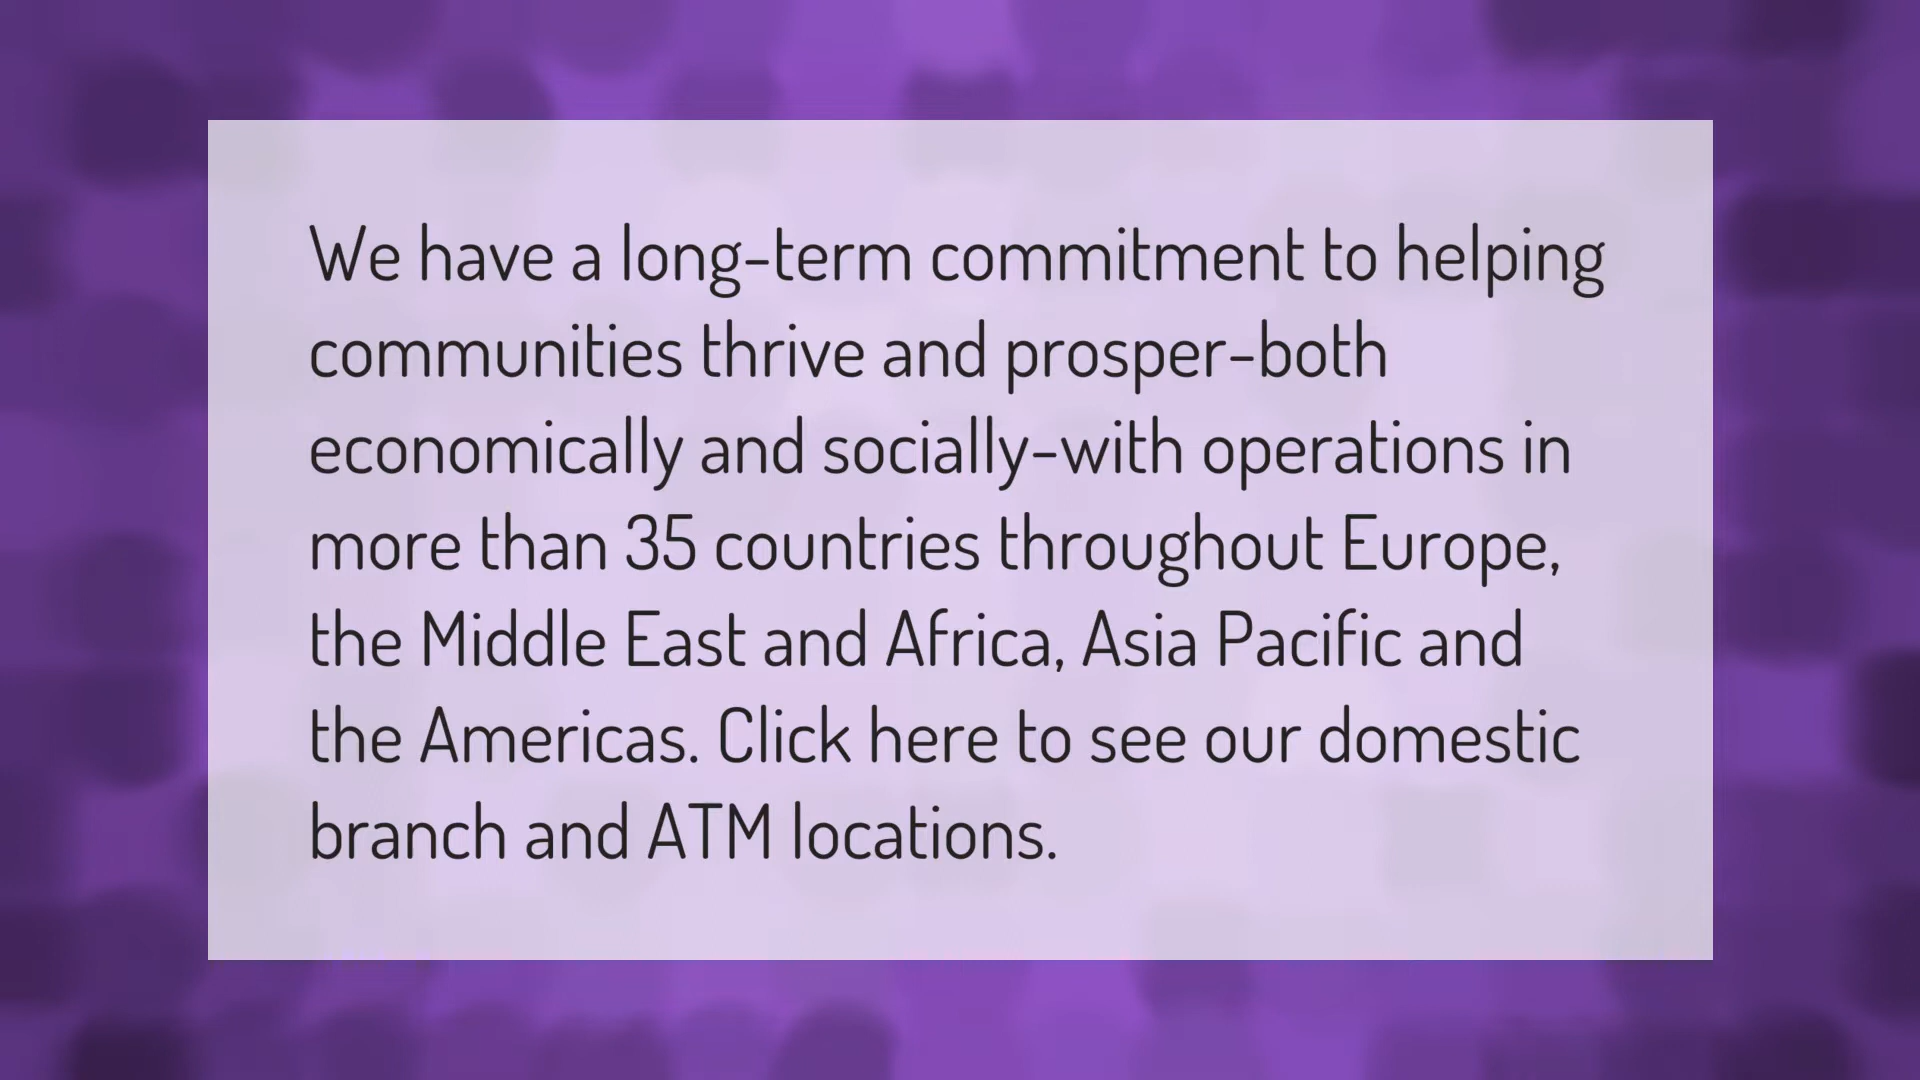 We have a long-term commitment to helping
communities thrive and prosper-both
economically and socially-with operations in
more than 35 countries throughout Europe,
the Middle East and Africa, Asia Pacific and
the Americas. Click here to see our domestic
branch and ATM locations.